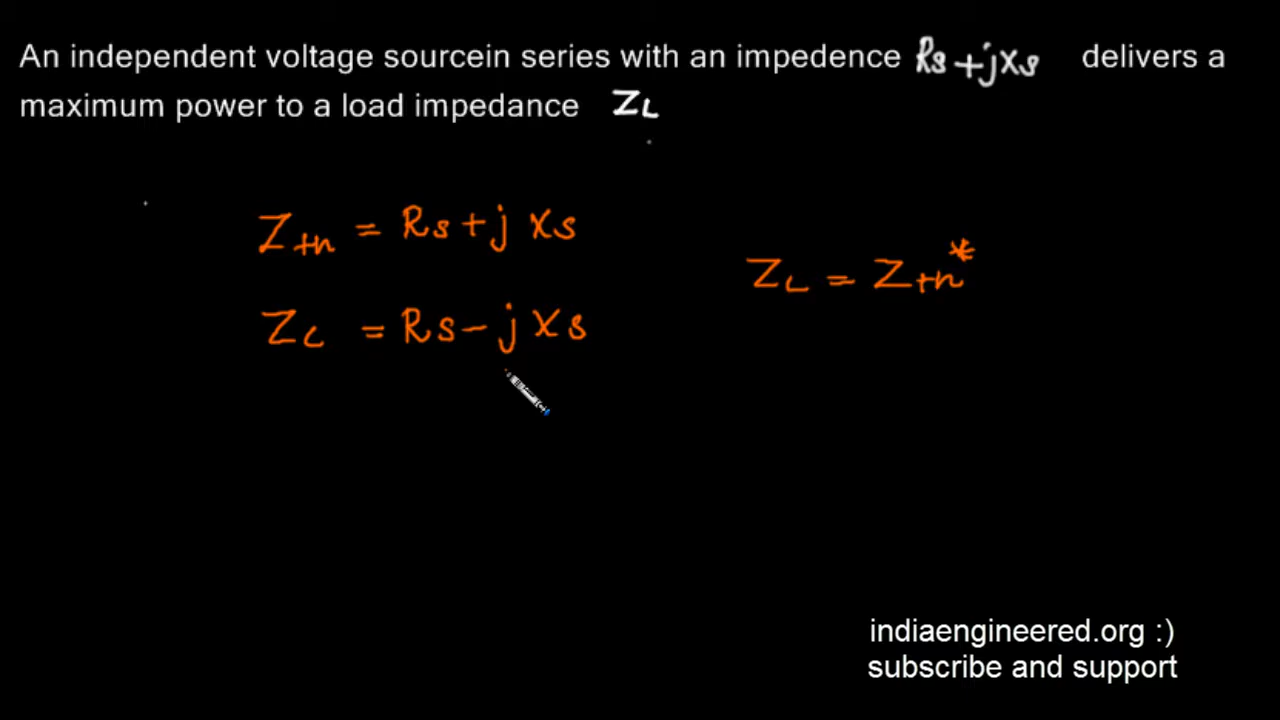 An independent voltage sourcein series with an impedence Rs+jXs delivers a
maximum power to a load impedance ZL
Zth = Rs+j Xs
ZL = Zth*
ZL = Rs-j Xs
indiaengineered.org :)
subscribe and support